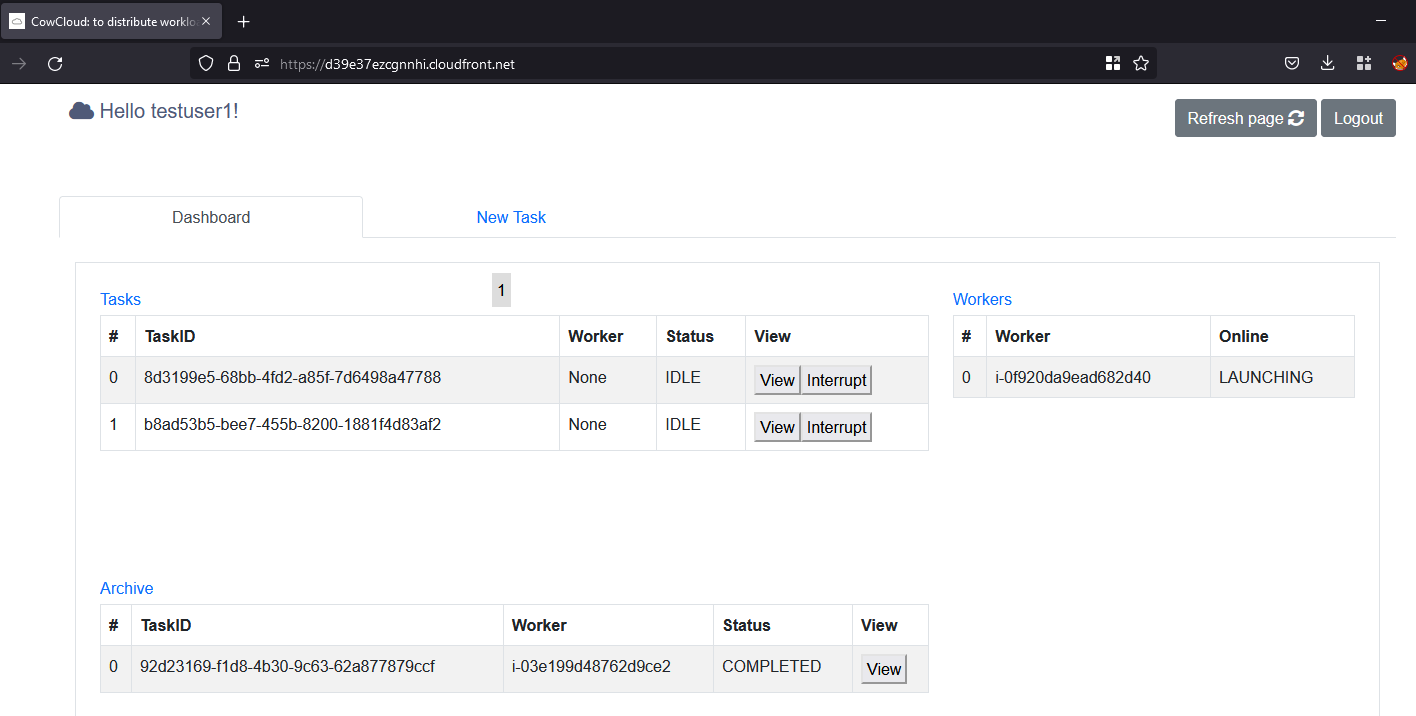 CowCloud: to distribute worklo
https://d39e37ezcgnnhi.cloudfront.net
Hello testuser1!
Refresh page
Logout
Dashboard
New Task
1
Tasks
# TaskID Worker Status View
0 8d3199e5-68bb-4fd2-a85f-7d6498a47788 None IDLE View Interrupt
1 b8ad53b5-bee7-455b-8200-1881f4d83af2 None IDLE View Interrupt
Workers
# Worker Online
0 i-0f920da9ead682d40 LAUNCHING
Archive
# TaskID Worker Status View
0 92d23169-f1d8-4b30-9c63-62a877879ccf i-03e199d48762d9ce2 COMPLETED View